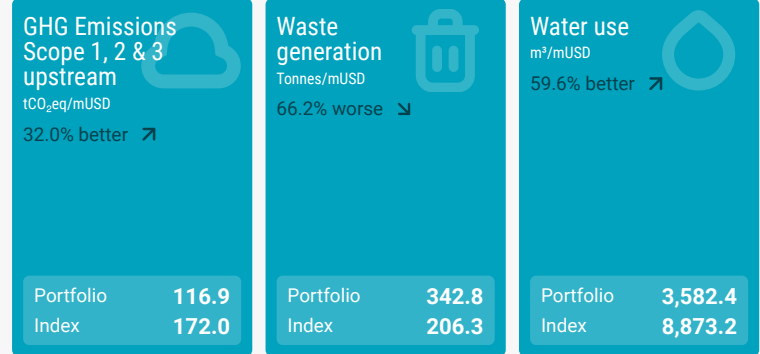 GHG Emissions
Scope 1, 2 & 3
upstream
tCO₂eq/mUSD
32.0% better
Portfolio 116.9
Index 172.0
Waste
generation
Tonnes/mUSD
66.2% worse
Portfolio 342.8
Index 206.3
Water use
m³/mUSD
59.6% better
Portfolio 3,582.4
Index 8,873.2